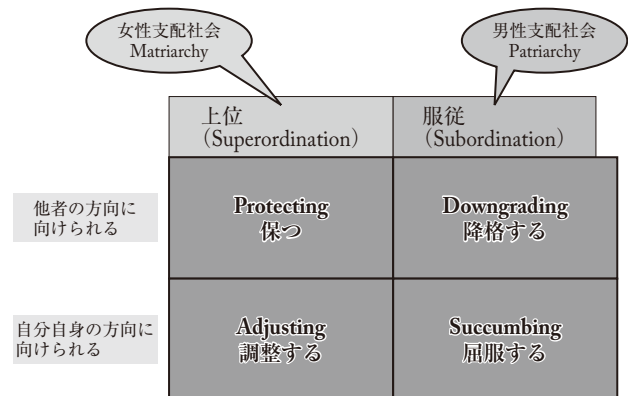 女性支配社会
Matriarchy
男性支配社会
Patriarchy
上位
（Superordination）
服従
（Subordination）
他者の方向に
向けられる
Protecting
保つ
Downgrading
降格する
自分自身の方向に
向けられる
Adjusting
調整する
Succumbing
屈服する